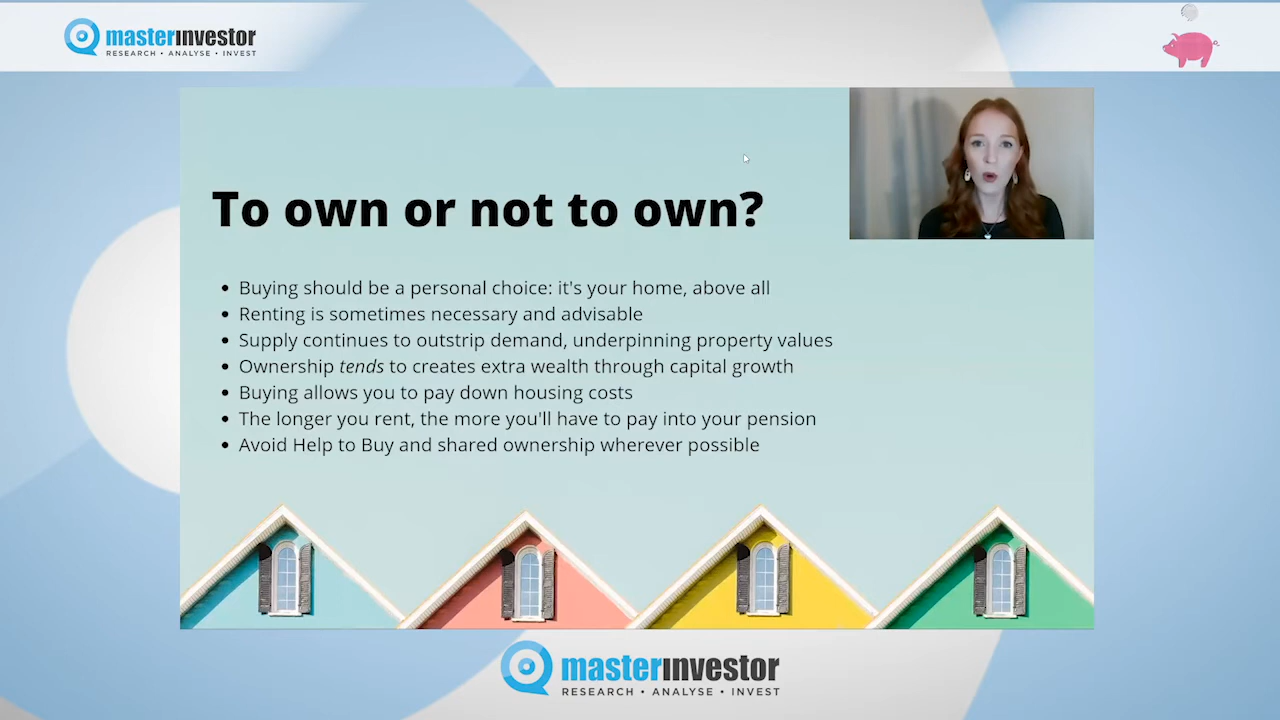 masterinvestor
RESEARCH • ANALYSE • INVEST
To own or not to own?
• Buying should be a personal choice: it's your home, above all
• Renting is sometimes necessary and advisable
• Supply continues to outstrip demand, underpinning property values
• Ownership tends to creates extra wealth through capital growth
• Buying allows you to pay down housing costs
• The longer you rent, the more you'll have to pay into your pension
• Avoid Help to Buy and shared ownership wherever possible
masterinvestor
RESEARCH • ANALYSE • INVEST